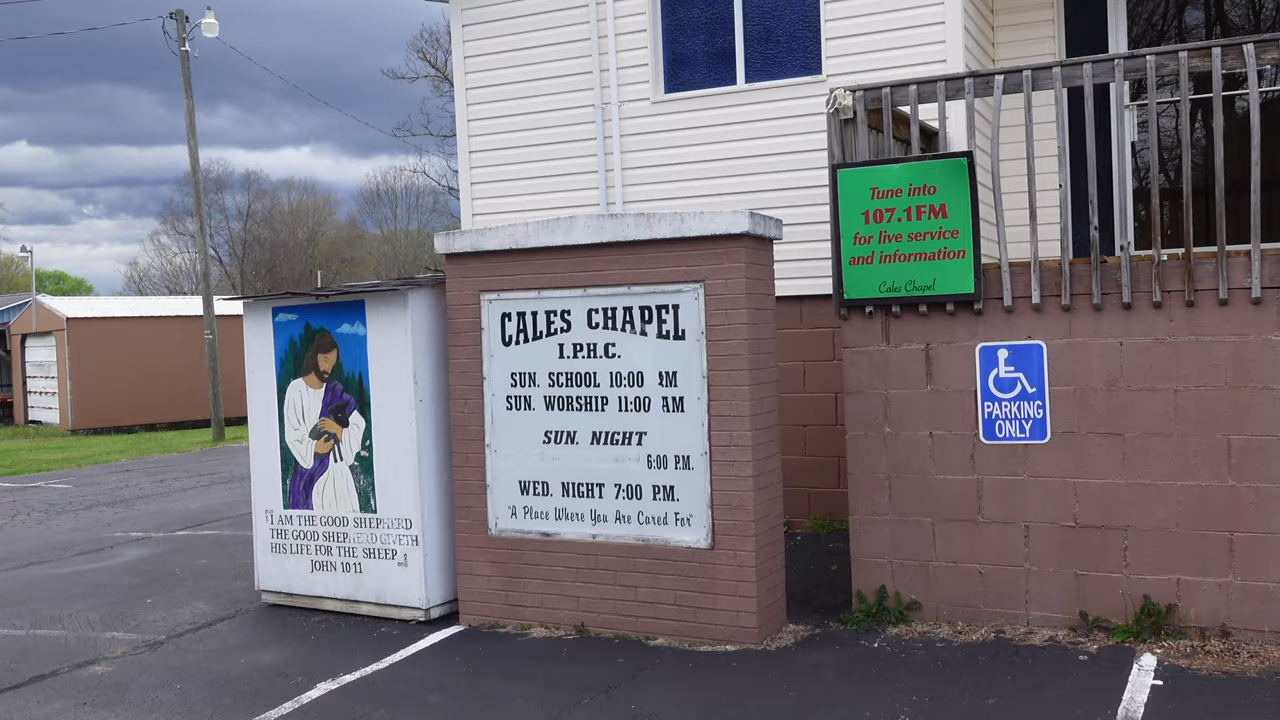 I AM THE GOOD SHEPHERD
THE GOOD SHEPHERD GIVETH
HIS LIFE FOR THE SHEEP
JOHN 10 11
CALES CHAPEL
I.P.H.C.
SUN. SCHOOL 10:00 AM
SUN. WORSHIP 11:00 AM
SUN. NIGHT
6:00 P.M.
WED. NIGHT 7:00 P.M.
"A Place Where You Are Cared For"
Tune into
107.1FM
for live service
and information
Cales Chapel
PARKING
ONLY